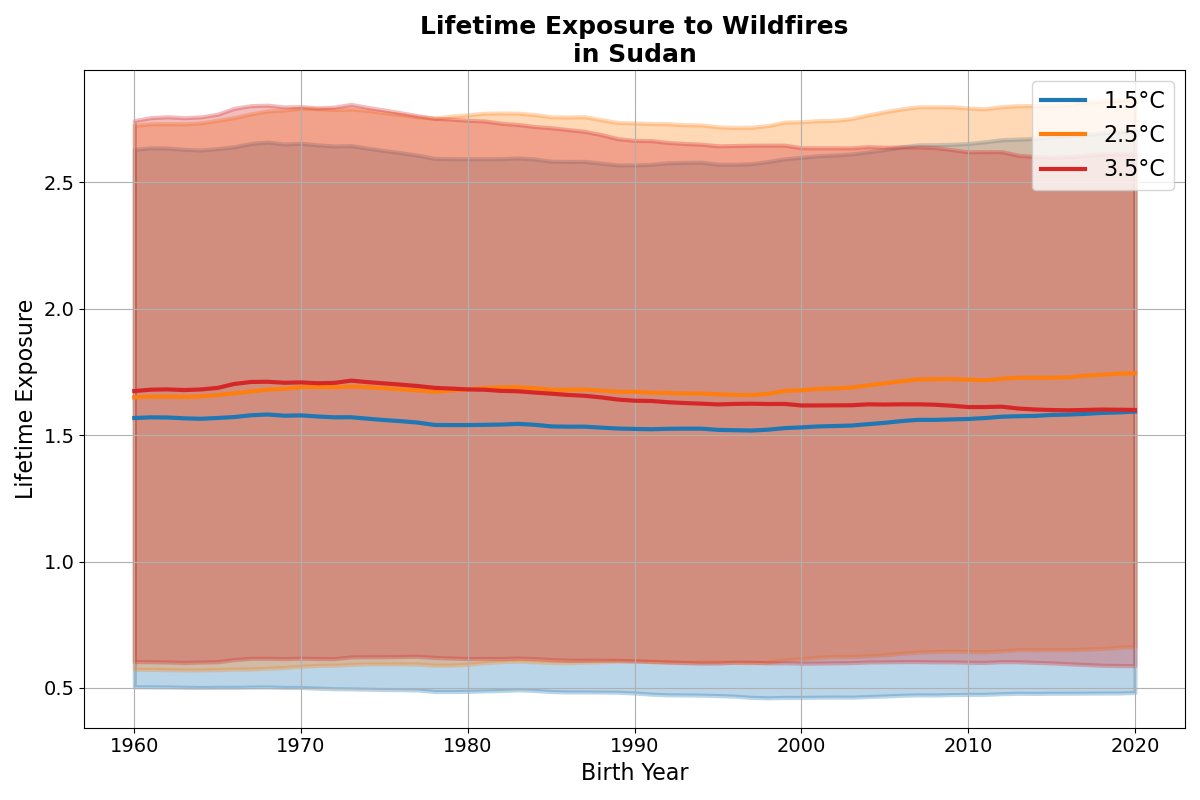 Lifetime Exposure to Wildfires
in Sudan
1.5°C
2.5°C
3.5°C
Lifetime Exposure
2.5
2.0
1.5
1.0
0.5
1960
1970
1980
1990
2000
2010
2020
Birth Year